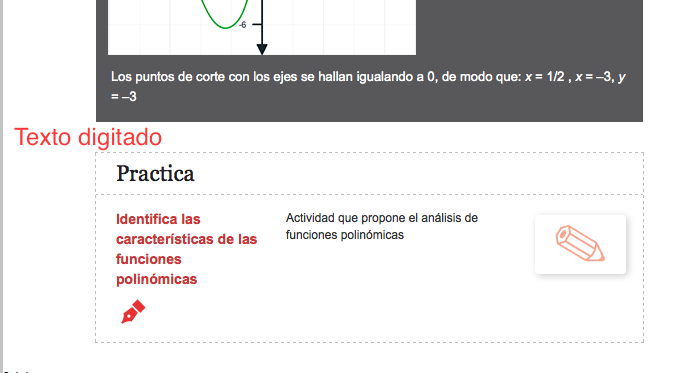 -6
Los puntos de corte con los ejes se hallan igualando a 0, de modo que: x = 1/2 , x = –3, y
= –3
Texto digitado
Practica
Identifica las
características de las
funciones
polinómicas
Actividad que propone el análisis de
funciones polinómicas